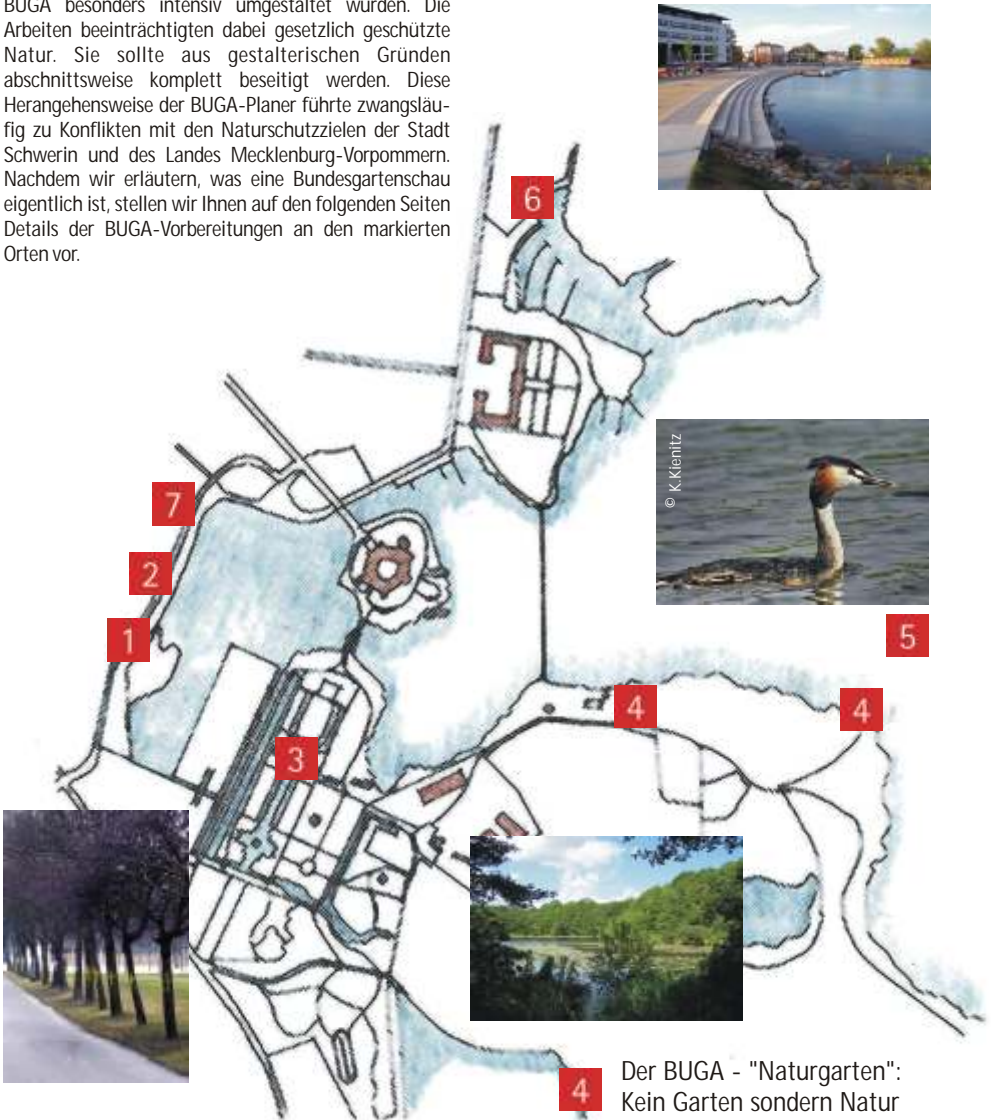 BUGA besonders intensiv umgestaltet wurden. Die
Arbeiten beeinträchtigten dabei gesetzlich geschützte
Natur. Sie sollte aus gestalterischen Gründen
abschnittsweise komplett beseitigt werden. Diese
Herangehensweise der BUGA-Planer führte zwangsläu-
fig zu Konflikten mit den Naturschutzzielen der Stadt
Schwerin und des Landes Mecklenburg-Vorpommern.
Nachdem wir erläutern, was eine Bundesgartenschau
eigentlich ist, stellen wir Ihnen auf den folgenden Seiten
Details der BUGA-Vorbereitungen an den markierten
Orten vor.
6
© K.Kienitz
7
2
1
5
4
4
3
4
Der BUGA - "Naturgarten":
Kein Garten sondern Natur